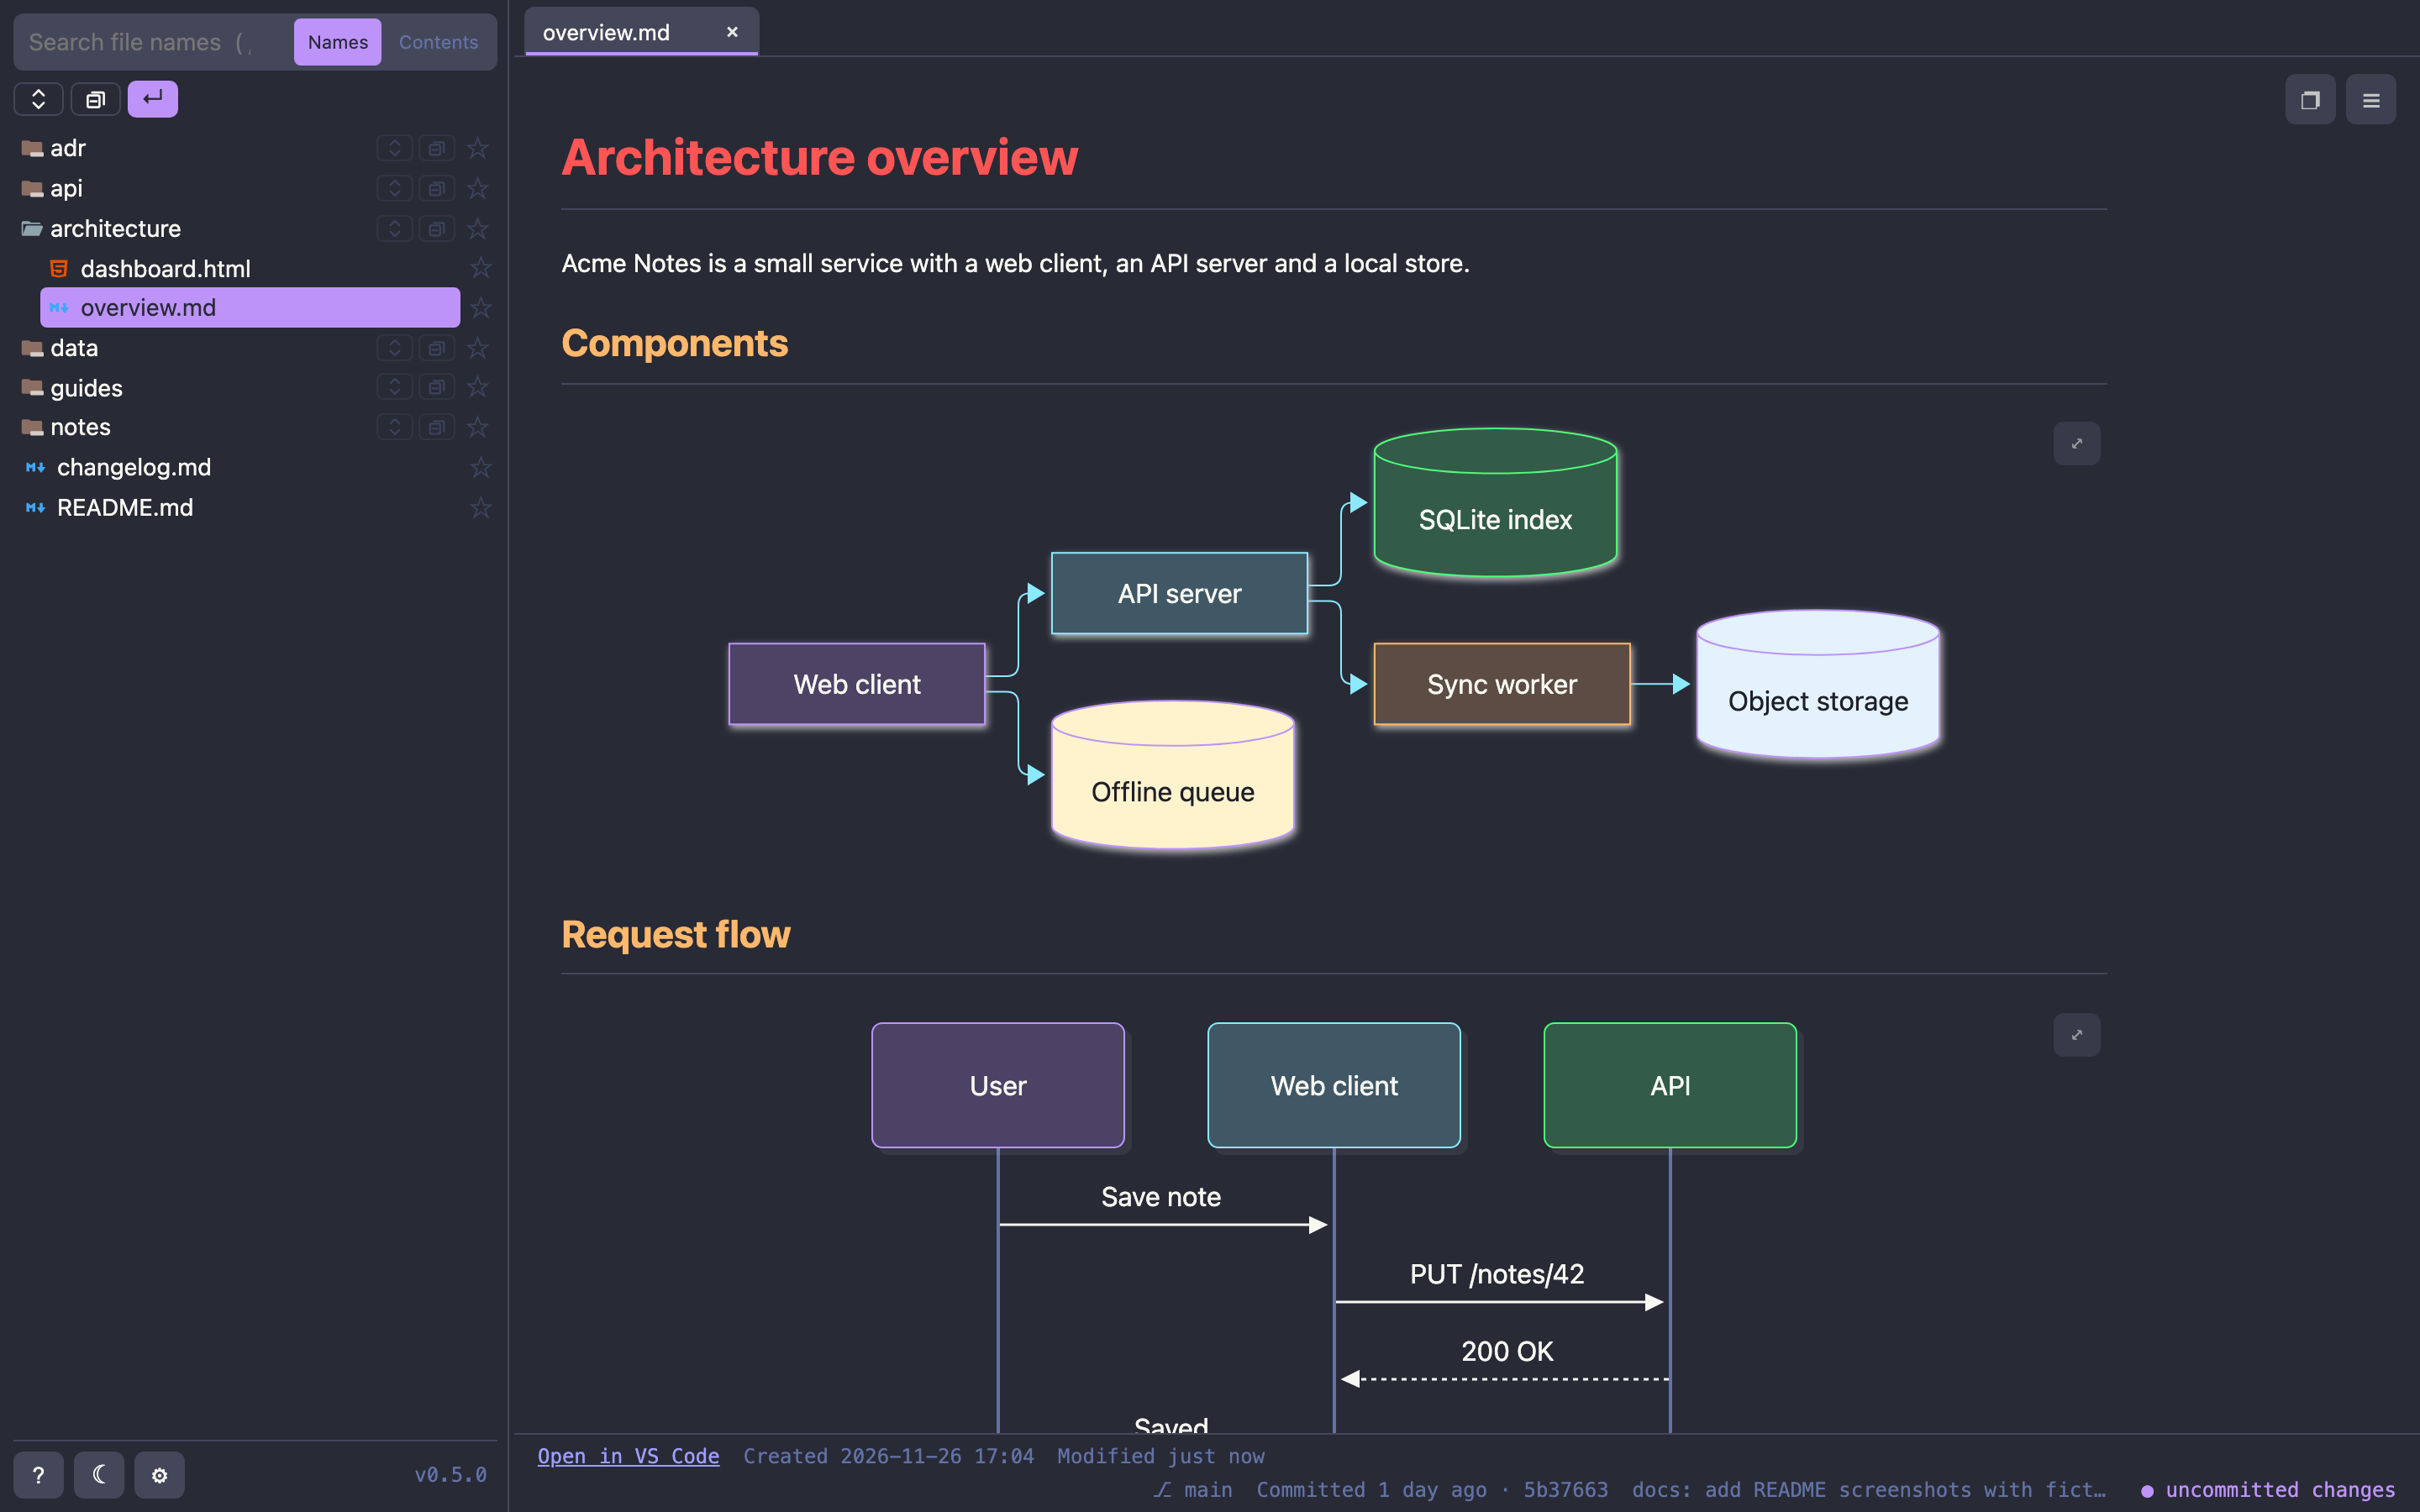 Search file names
Names
Contents
adr
api
architecture
dashboard.html
overview.md
data
guides
notes
changelog.md
README.md
v0.5.0
overview.md
Architecture overview
Acme Notes is a small service with a web client, an API server and a local store.
Components
SQLite index
API server
Web client
Sync worker
Object storage
Offline queue
Request flow
User
Web client
API
Save note
PUT /notes/42
200 OK
Saved
Open in VS Code Created 2026-11-26 17:04 Modified just now
main Committed 1 day ago · 5b37663 docs: add README screenshots with fict… ● uncommitted changes